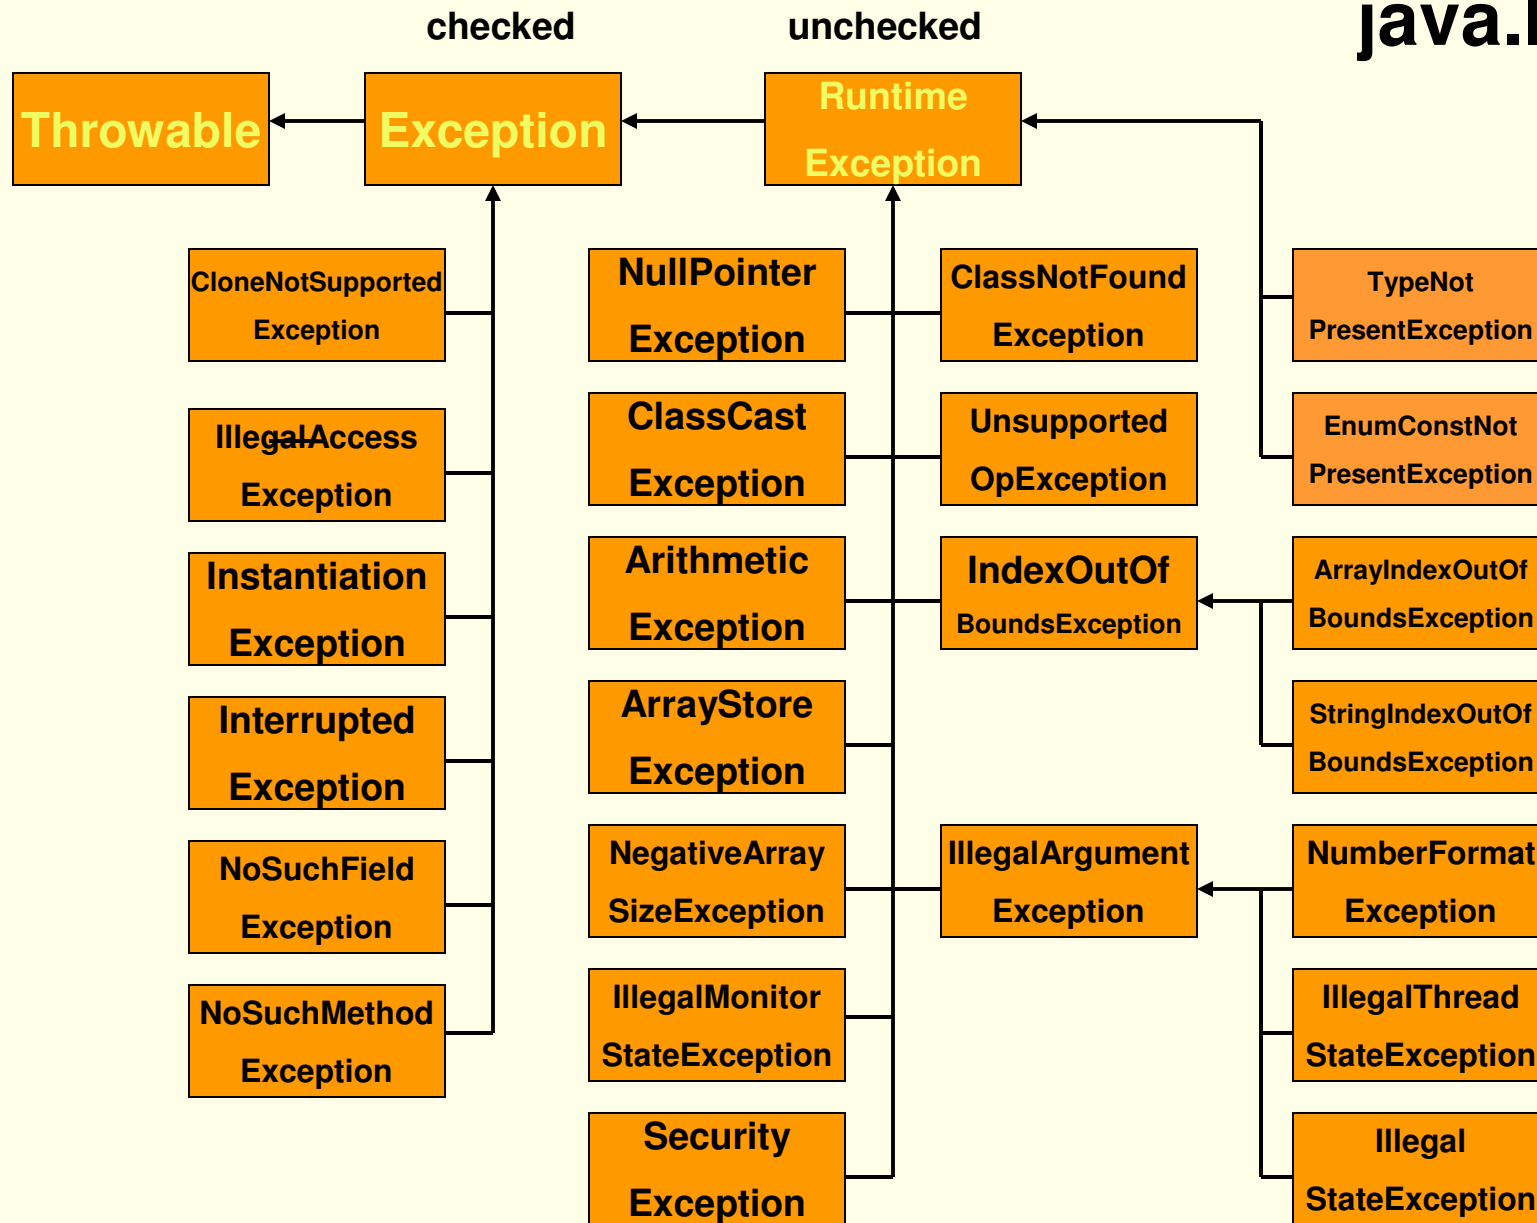 checked
unchecked
java.l
Throwable
Exception
Runtime
Exception
CloneNotSupported
Exception
IllegalAccess
Exception
Instantiation
Exception
Interrupted
Exception
NoSuchField
Exception
NoSuchMethod
Exception
NullPointer
Exception
ClassCast
Exception
Arithmetic
Exception
ArrayStore
Exception
NegativeArray
SizeException
IllegalMonitor
StateException
Security
Exception
ClassNotFound
Exception
Unsupported
OpException
IndexOutOf
BoundsException
IllegalArgument
Exception
TypeNot
PresentException
EnumConstNot
PresentException
ArrayIndexOutOf
BoundsException
StringIndexOutOf
BoundsException
NumberFormat
Exception
IllegalThread
StateException
Illegal
StateException